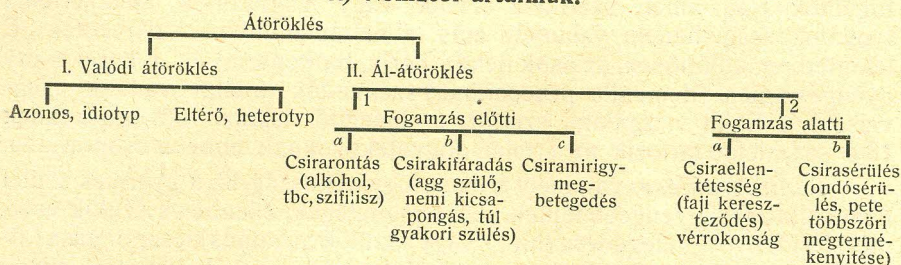 Átöröklés
I. Valódi átöröklés
II. Ál-átöröklés
Azonos, idiotyp
Eltérő, heterotyp
1
Fogamzás előtti
2
Fogamzás alatti
a
Csirarontás
(alkohol,
tbc, szifilisz)
b
Csirakifáradás
(agg szülő,
nemi kicsa-
pongás, túl
gyakori szülés)
c
Csiramirigy-
meg-
betegedés
a
Csiraellen-
tétesség
(faji keresz-
teződés)
vérrokonság
b
Csirasérülés
(ondósérü-
lés, pete
többszöri
megtermé-
kenyitése)